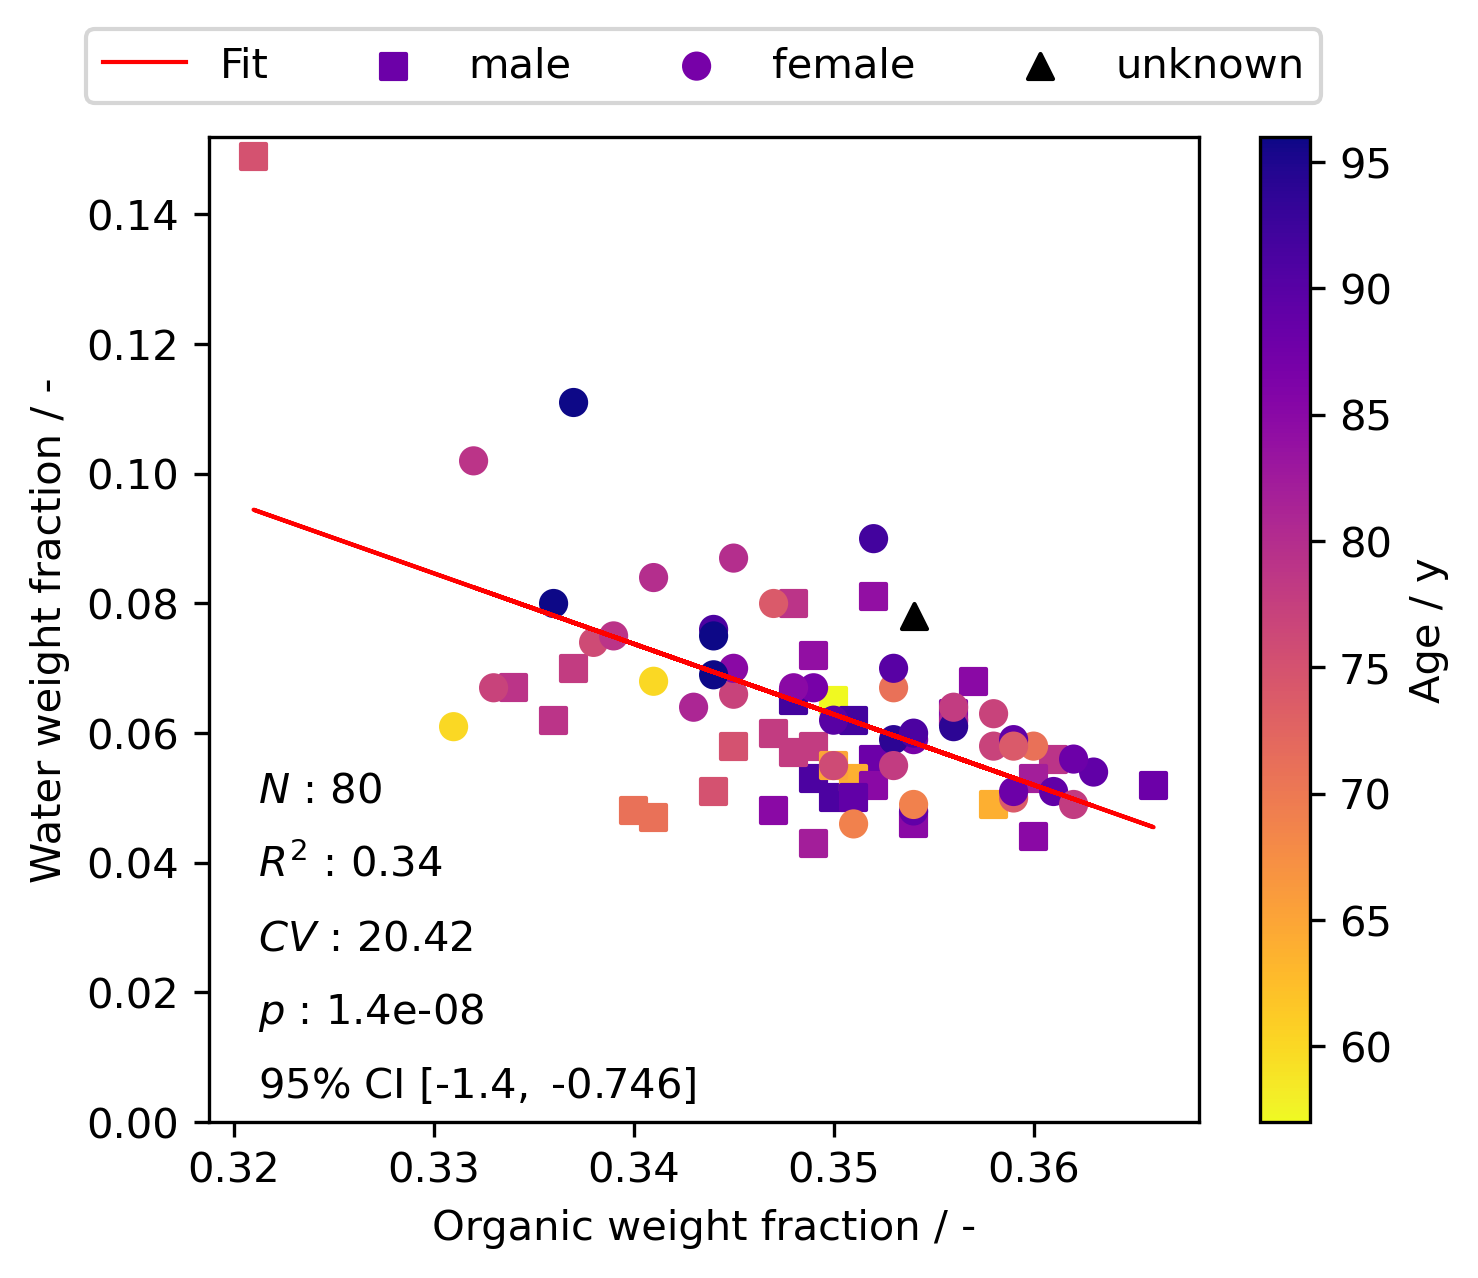 Fit male female unknown
0.14
0.12
0.10
0.08
0.06
0.04
0.02
0.00
Water weight fraction / -
N : 80
R² : 0.34
CV : 20.42
p : 1.4e-08
95% CI [-1.4, -0.746]
0.32 0.33 0.34 0.35 0.36
Organic weight fraction / -
95
90
85
80
75
70
65
60
Age / y